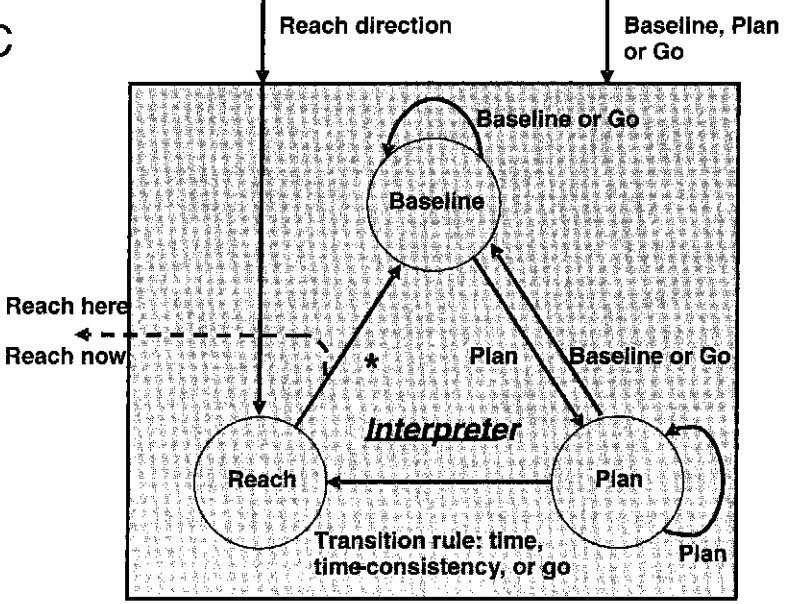 C
Reach direction
Baseline, Plan
or Go
Baseline or Go
Baseline
Reach here
Reach now
*
Plan
Baseline or Go
Interpreter
Reach
Plan
Transition rule: time,
time-consistency, or go
Plan